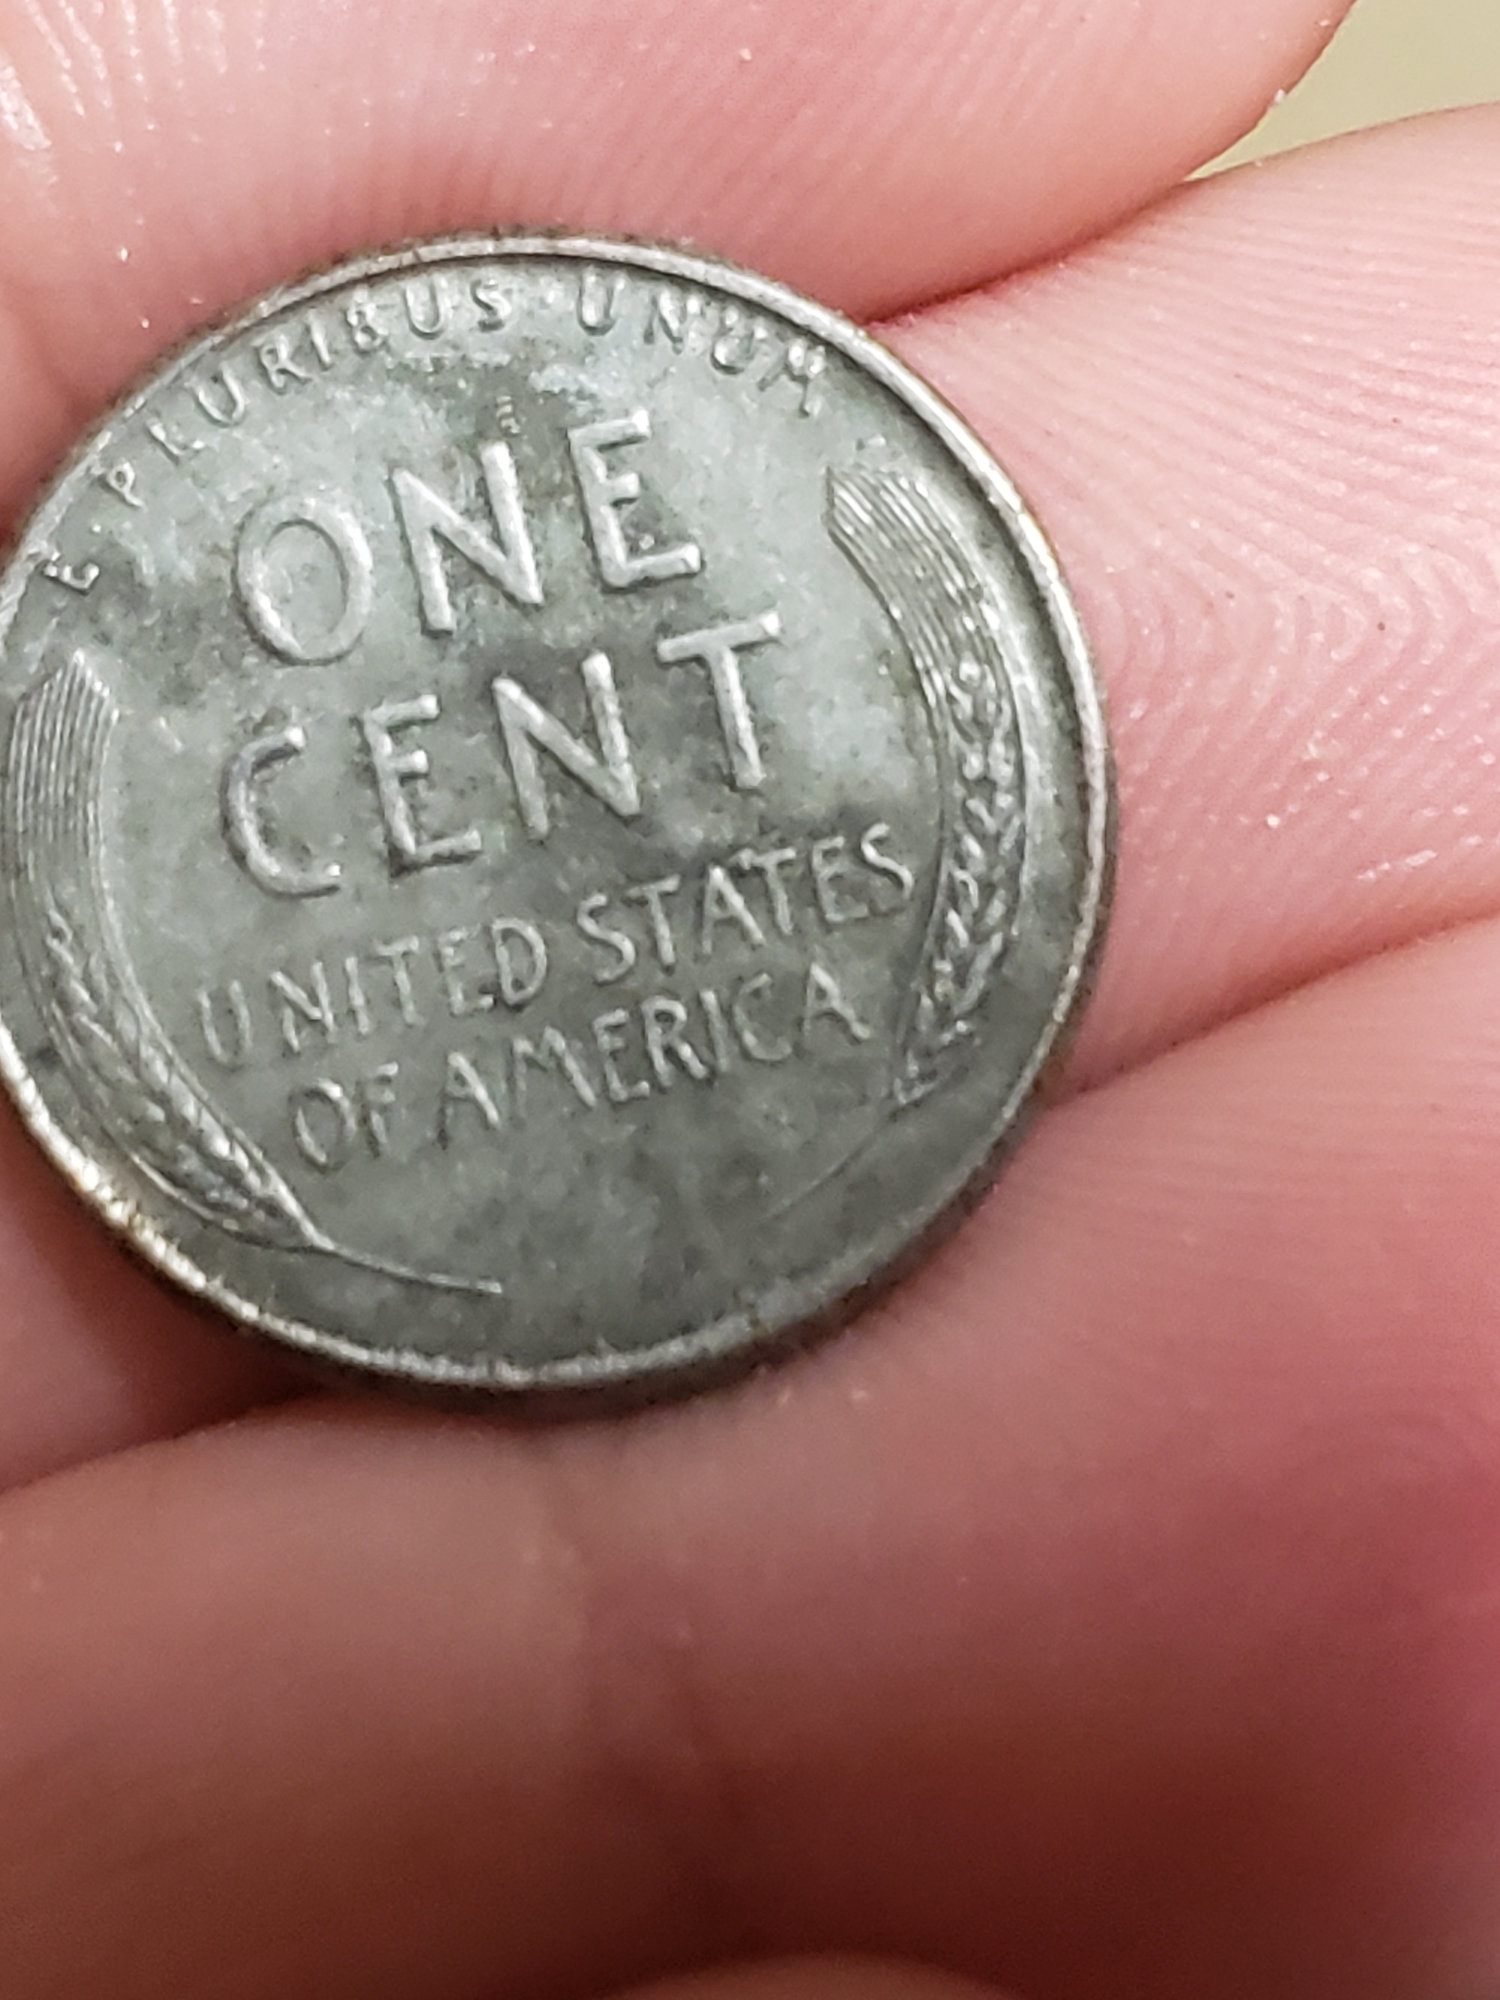 E·PLURIBUS·UNUM
ONE
CENT
UNITED STATES
OF AMERICA